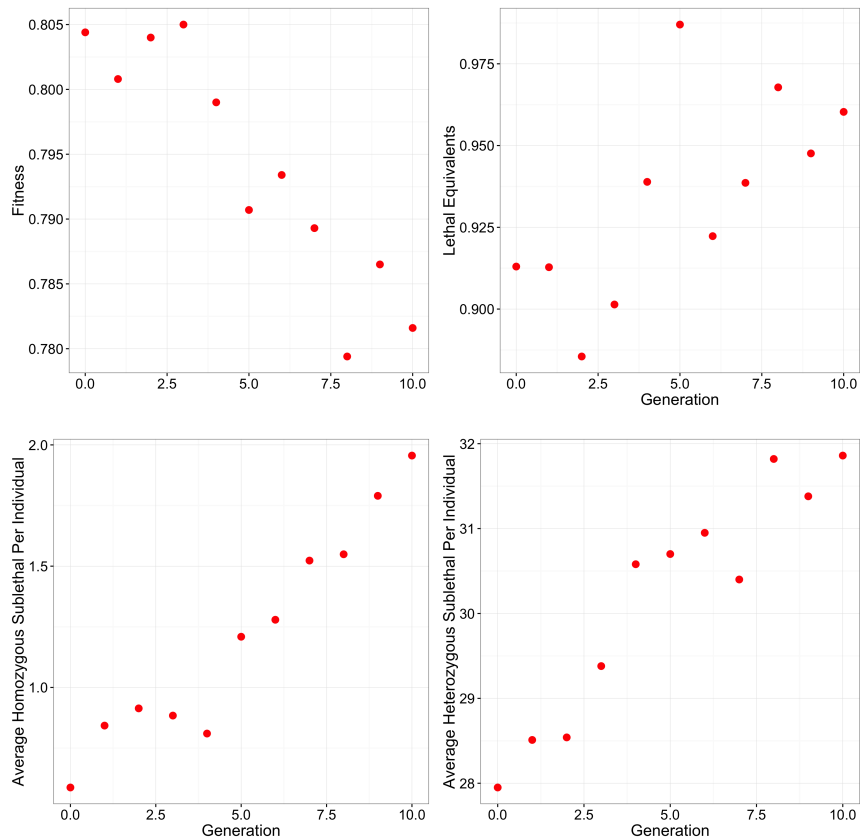 0.805
0.800
0.795
0.790
0.785
0.780
Fitness
0.0 2.5 5.0 7.5 10.0
0.975
0.950
0.925
0.900
Lethal Equivalents
0.0 2.5 5.0 7.5 10.0
Generation
2.0
1.5
1.0
Average Homozygous Sublethal Per Individual
0.0 2.5 5.0 7.5 10.0
Generation
32
31
30
29
28
Average Heterozygous Sublethal Per Individual
0.0 2.5 5.0 7.5 10.0
Generation